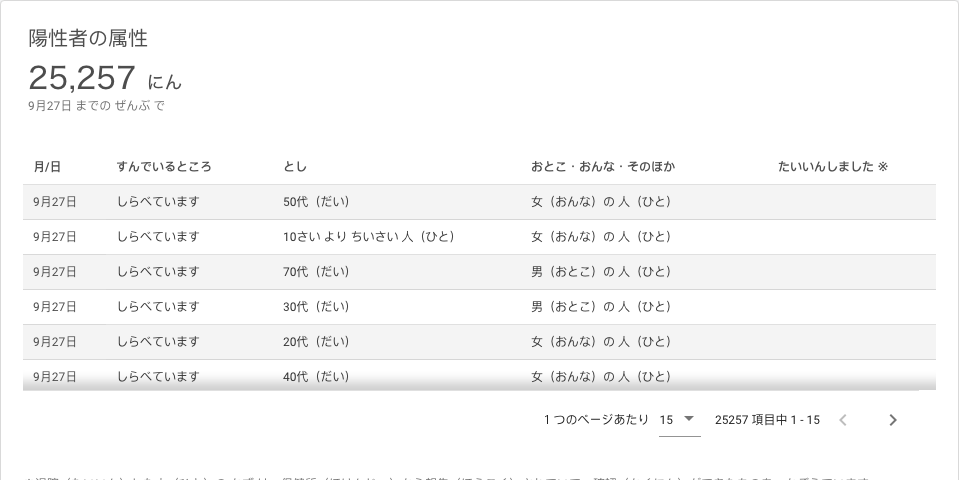 陽性者の属性
25,257 にん
9月27日 までの ぜんぶ で
月/日 すんでいるところ とし おとこ・おんな・そのほか たいいんしました ※
9月27日 しらべています 50代（だい） 女（おんな）の 人（ひと）
9月27日 しらべています 10さい より ちいさい 人（ひと） 女（おんな）の 人（ひと）
9月27日 しらべています 70代（だい） 男（おとこ）の 人（ひと）
9月27日 しらべています 30代（だい） 男（おとこ）の 人（ひと）
9月27日 しらべています 20代（だい） 女（おんな）の 人（ひと）
9月27日 しらべています 40代（だい） 女（おんな）の 人（ひと）
1 つのページあたり 15 25257 項目中 1 - 15